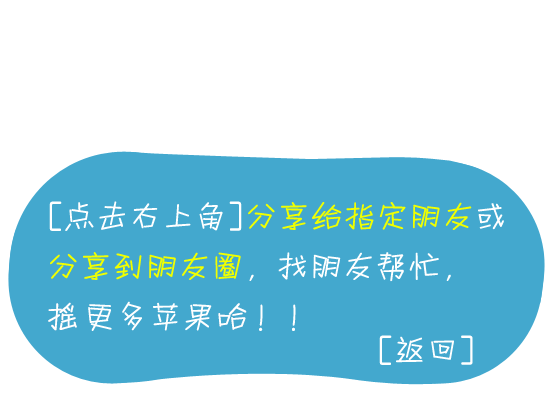 [点击右上角]分享给指定朋友或
分享到朋友圈，找朋友帮忙，
摇更多苹果哈！！
[返回]